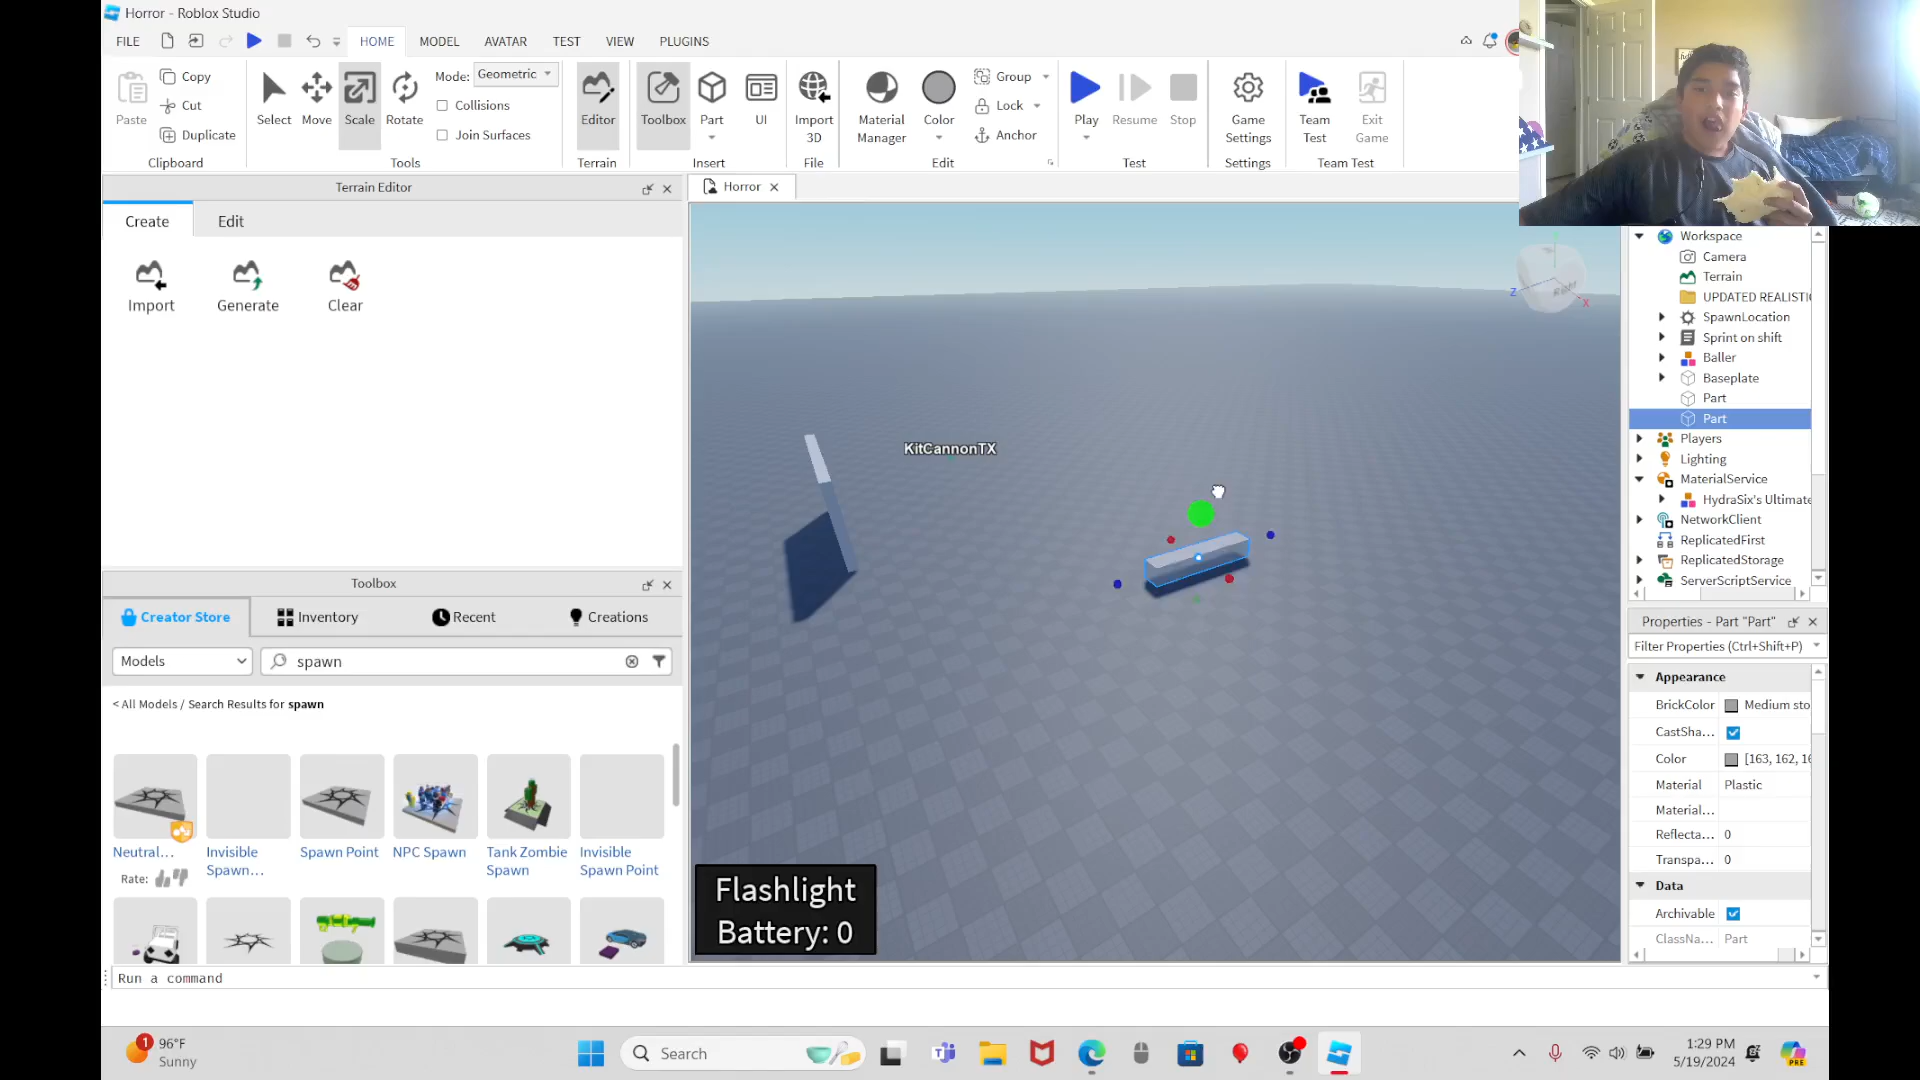 Horror - Roblox Studio
FILE
HOME
MODEL
AVATAR
TEST
VIEW
PLUGINS
Paste
Copy
Cut
Duplicate
Clipboard
Select
Move
Scale
Rotate
Mode:
Geometric
Collisions
Join Surfaces
Tools
Editor
Terrain
Toolbox
Part
UI
Insert
Import
3D
File
Material
Manager
Color
Group
Lock
Anchor
Edit
Play
Resume
Stop
Test
Game
Settings
Settings
Team
Test
Exit
Game
Team Test
Terrain Editor
Create
Edit
Import
Generate
Clear
Horror
KitCannonTX
Z
X
Flashlight
Battery: 0
Toolbox
Creator Store
Inventory
Recent
Creations
Models
spawn
< All Models / Search Results for spawn
Neutral...
Rate:
Invisible
Spawn...
Spawn Point
NPC Spawn
Tank Zombie
Spawn
Invisible
Spawn Point
Run a command
Workspace
Camera
Terrain
UPDATED REALISTI
SpawnLocation
Sprint on shift
Baller
Baseplate
Part
Part
Players
Lighting
MaterialService
HydraSix's Ultimate
NetworkClient
ReplicatedFirst
ReplicatedStorage
ServerScriptService
Properties - Part "Part"
Filter Properties (Ctrl+Shift+P)
Appearance
BrickColor
Medium sto
CastSha...
Color
[163, 162, 16
Material
Plastic
Material...
Reflecta...
0
Transpa...
0
Data
Archivable
ClassNa...
Part
1
96°F
Sunny
Search
1:29 PM
5/19/2024
PRE